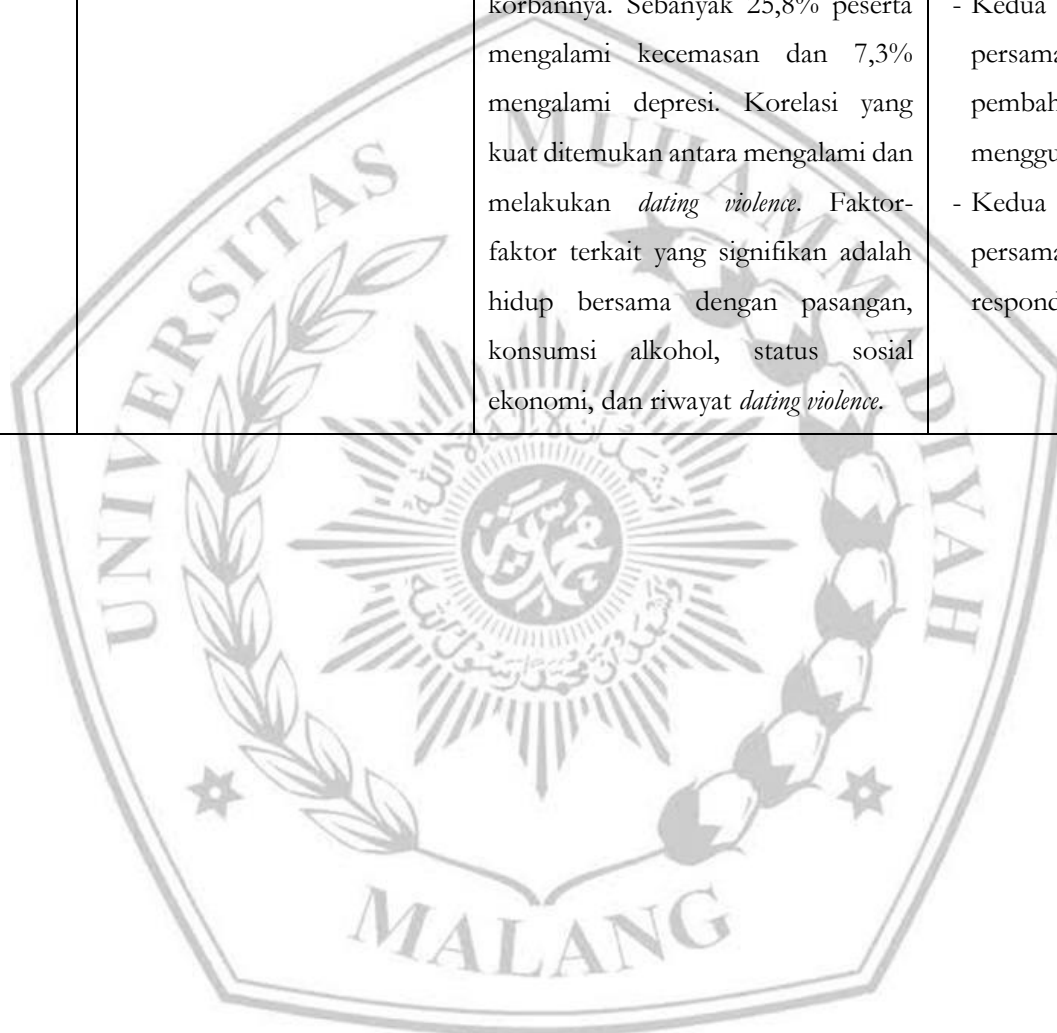 korbannya. Sebanyak 25,8% peserta
mengalami kecemasan dan 7,3%
mengalami depresi. Korelasi yang
kuat ditemukan antara mengalami dan
melakukan dating violence. Faktor-
faktor terkait yang signifikan adalah
hidup bersama dengan pasangan,
konsumsi alkohol, status sosial
ekonomi, dan riwayat dating violence.
- Kedua
persama
pembah
menggu
- Kedua
persama
respond
UNIVERSITAS MUHAMMADIYAH
MALANG